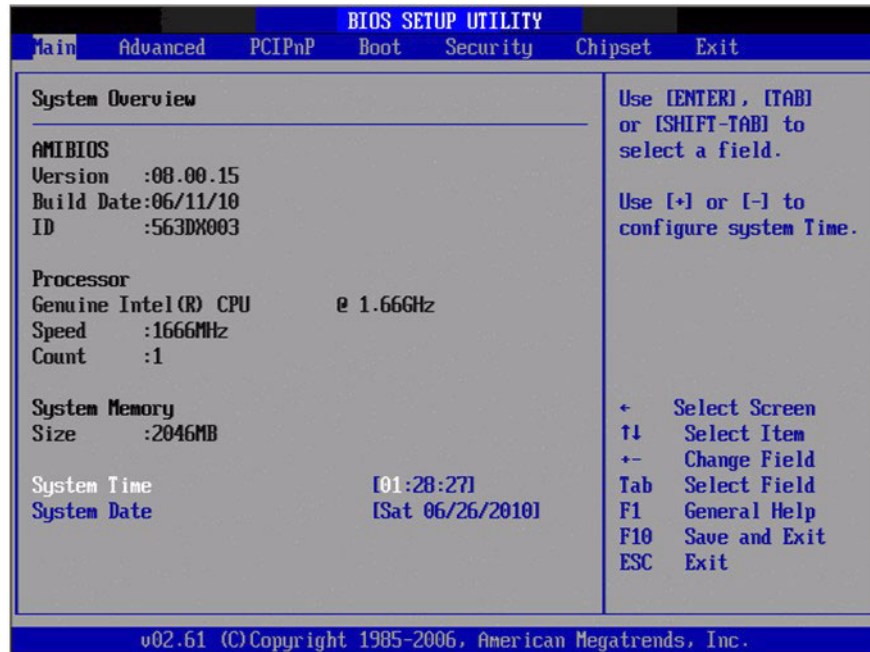 BIOS SETUP UTILITY
Main Advanced PCIPnP Boot Security Chipset Exit
System Overview
AMIBIOS
Version :08.00.15
Build Date:06/11/10
ID :563DX003
Processor
Genuine Intel(R) CPU @ 1.66GHz
Speed :1666MHz
Count :1
System Memory
Size :2046MB
System Time [01:28:27]
System Date [Sat 06/26/2010]
Use [ENTER], [TAB]
or [SHIFT-TAB] to
select a field.
Use [+] or [-] to
configure system Time.
← Select Screen
↑↓ Select Item
+- Change Field
Tab Select Field
F1 General Help
F10 Save and Exit
ESC Exit
v02.61 (C)Copyright 1985-2006, American Megatrends, Inc.